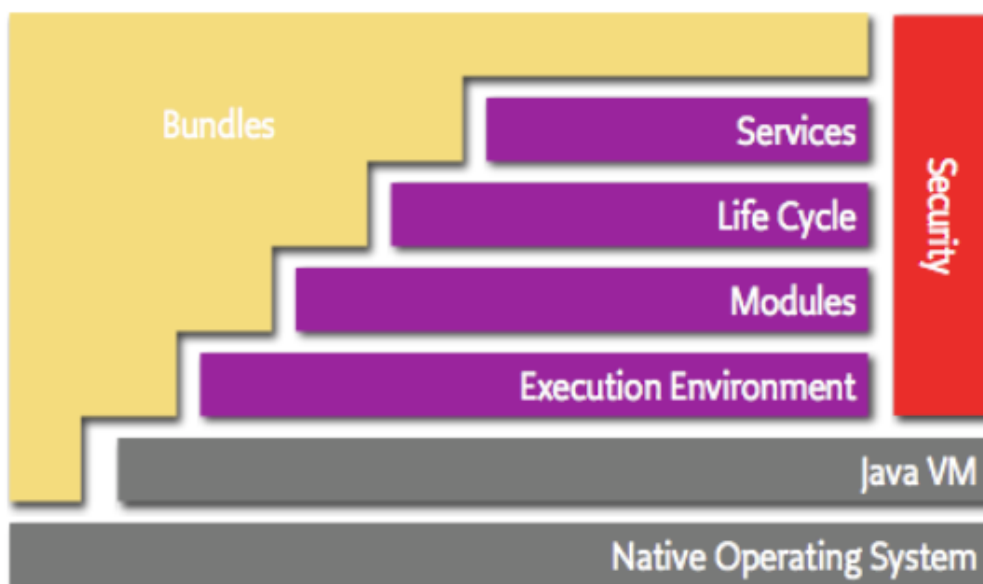 Bundles
Services
Life Cycle
Modules
Execution Environment
Security
Java VM
Native Operating System